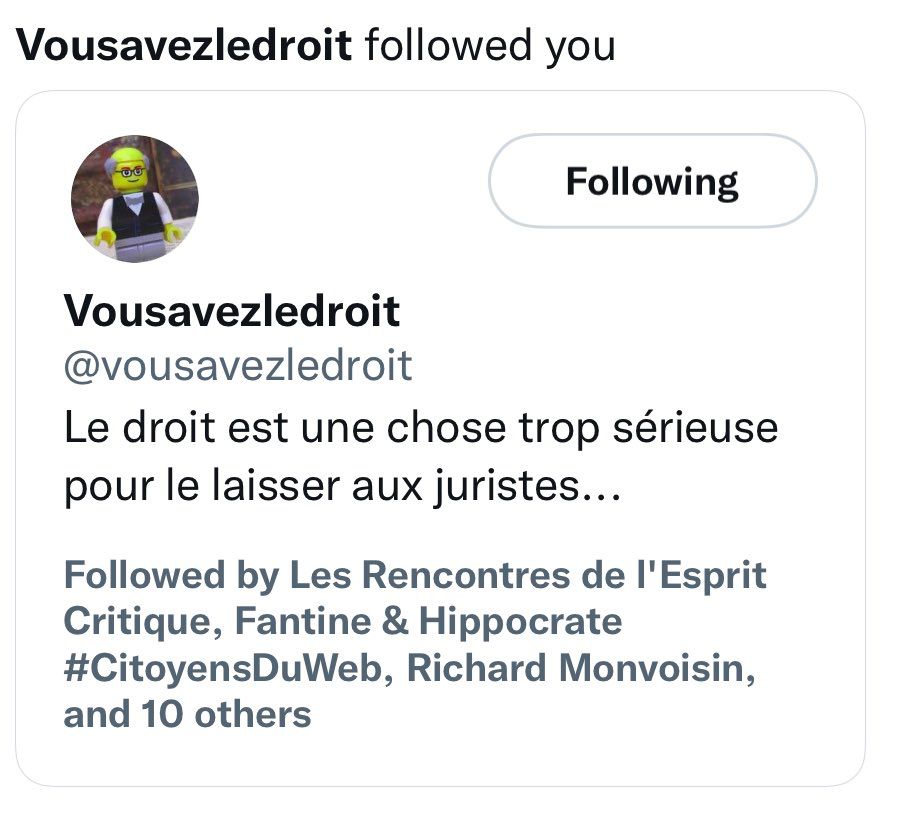 Vousavezledroit followed you
Following
Vousavezledroit
@vousavezledroit
Le droit est une chose trop sérieuse
pour le laisser aux juristes...
Followed by Les Rencontres de l'Esprit
Critique, Fantine & Hippocrate
#CitoyensDuWeb, Richard Monvoisin,
and 10 others